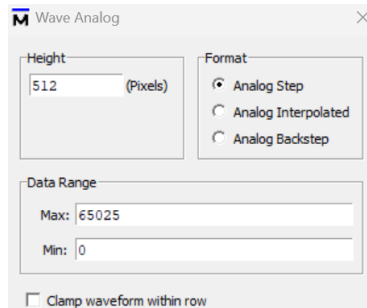 M Wave Analog
Height
512 (Pixels)
Format
Analog Step
Analog Interpolated
Analog Backstep
Data Range
Max: 65025
Min: 0
Clamp waveform within row